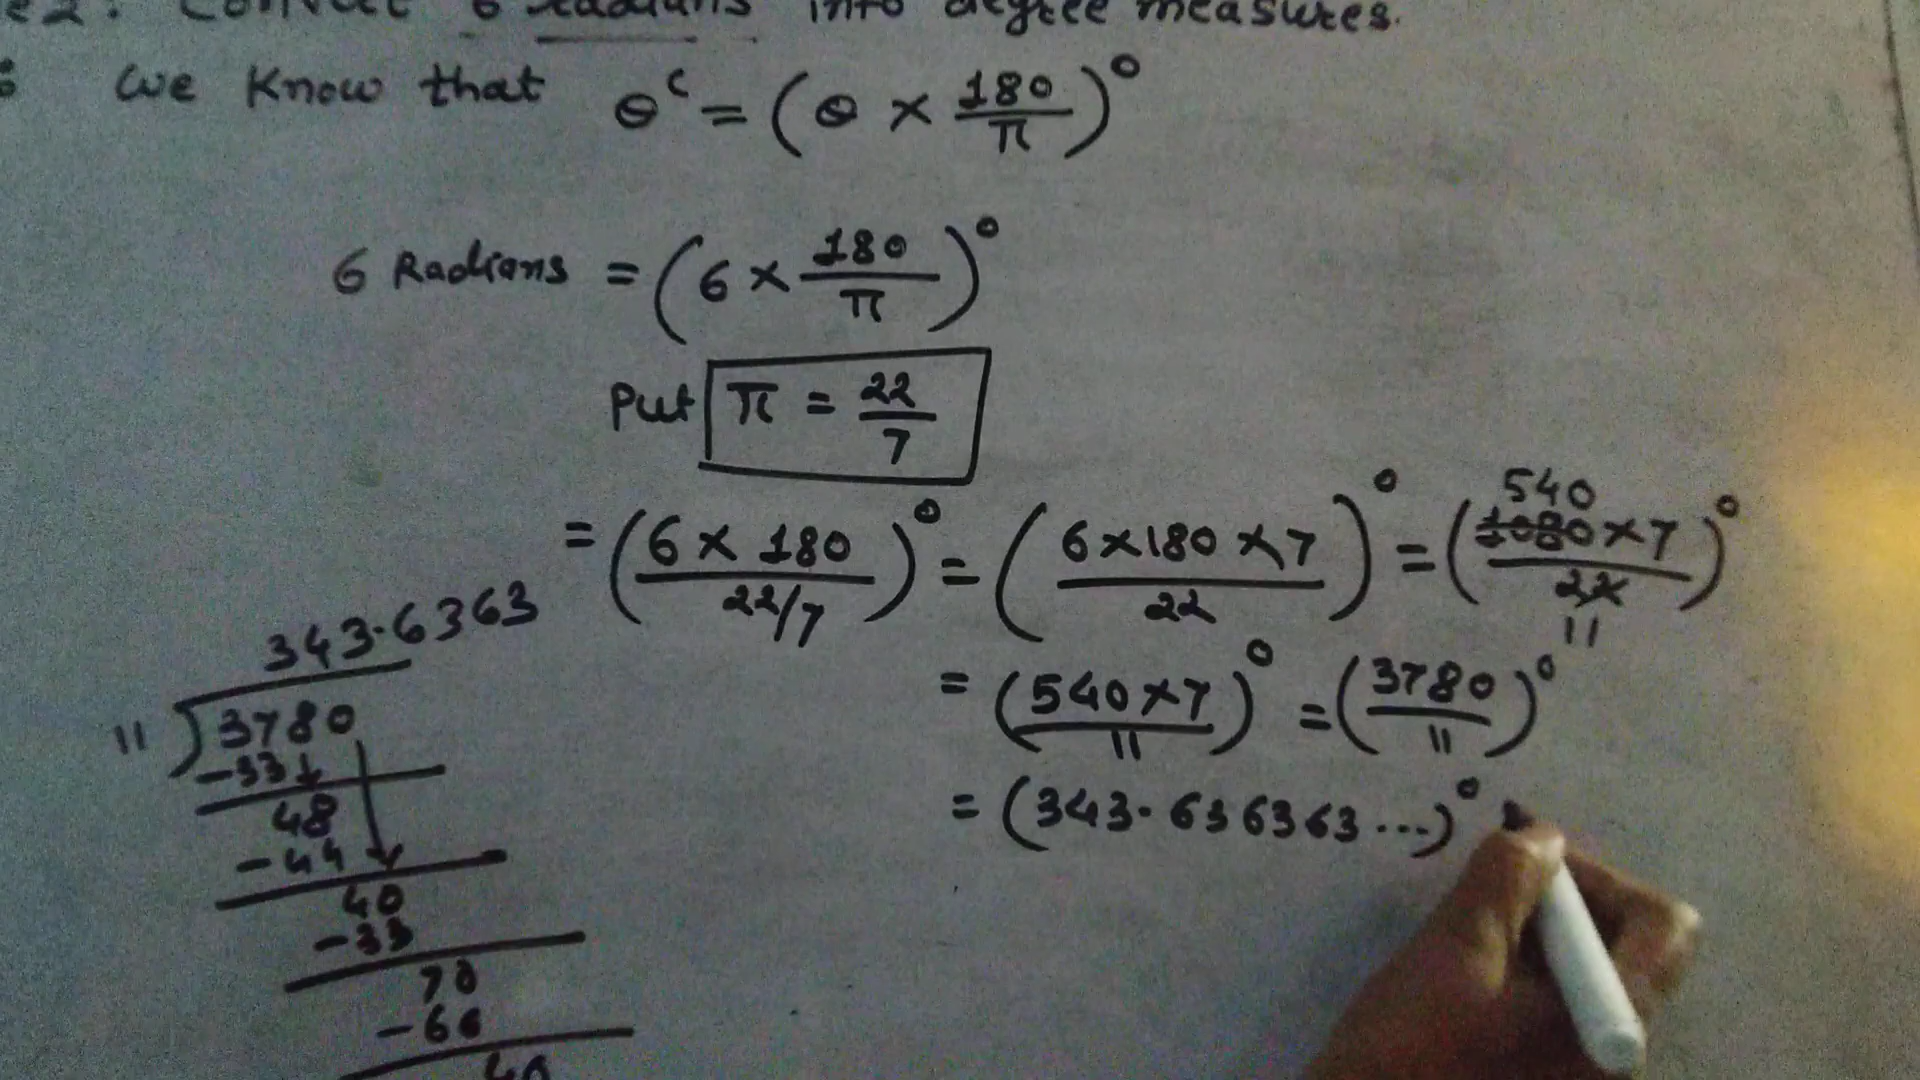 e 2: Convert 6 radians into degree measures.
: We know that θᶜ = (θ × 180/π)°
6 Radians = (6 × 180/π)°
Put π = 22/7
= (6 × 180 / 22/7)° = (6×180×7 / 22)° = (540 1080×7 / 22 11)°
= (540×7 / 11)° = (3780 / 11)°
= (343.636363...)°
343.6363
11 ) 3780
-33
48
-44
40
-33
70
-66
40